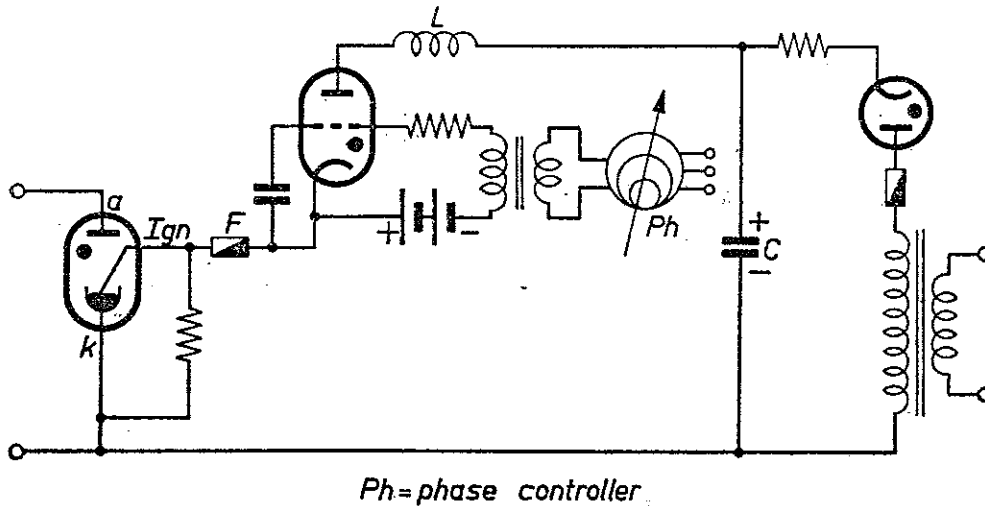 L
a
Ign
F
+
-
Ph
+
C
-
k
Ph=phase controller